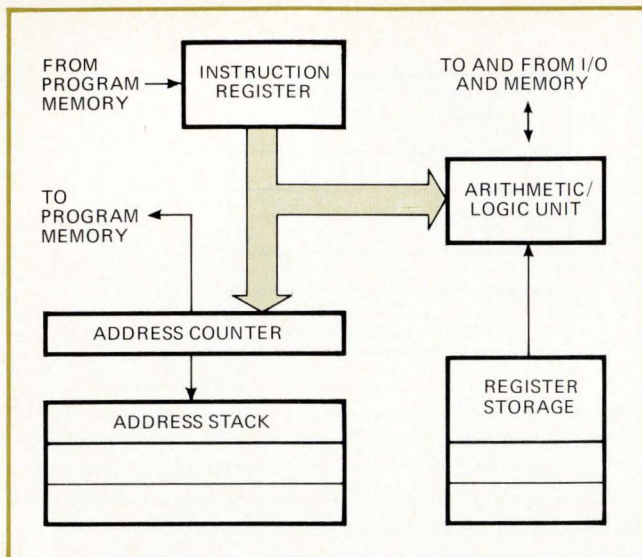 FROM
PROGRAM
MEMORY
INSTRUCTION
REGISTER
TO AND FROM I/O
AND MEMORY
TO
PROGRAM
MEMORY
ARITHMETIC/
LOGIC UNIT
ADDRESS COUNTER
ADDRESS STACK
REGISTER
STORAGE